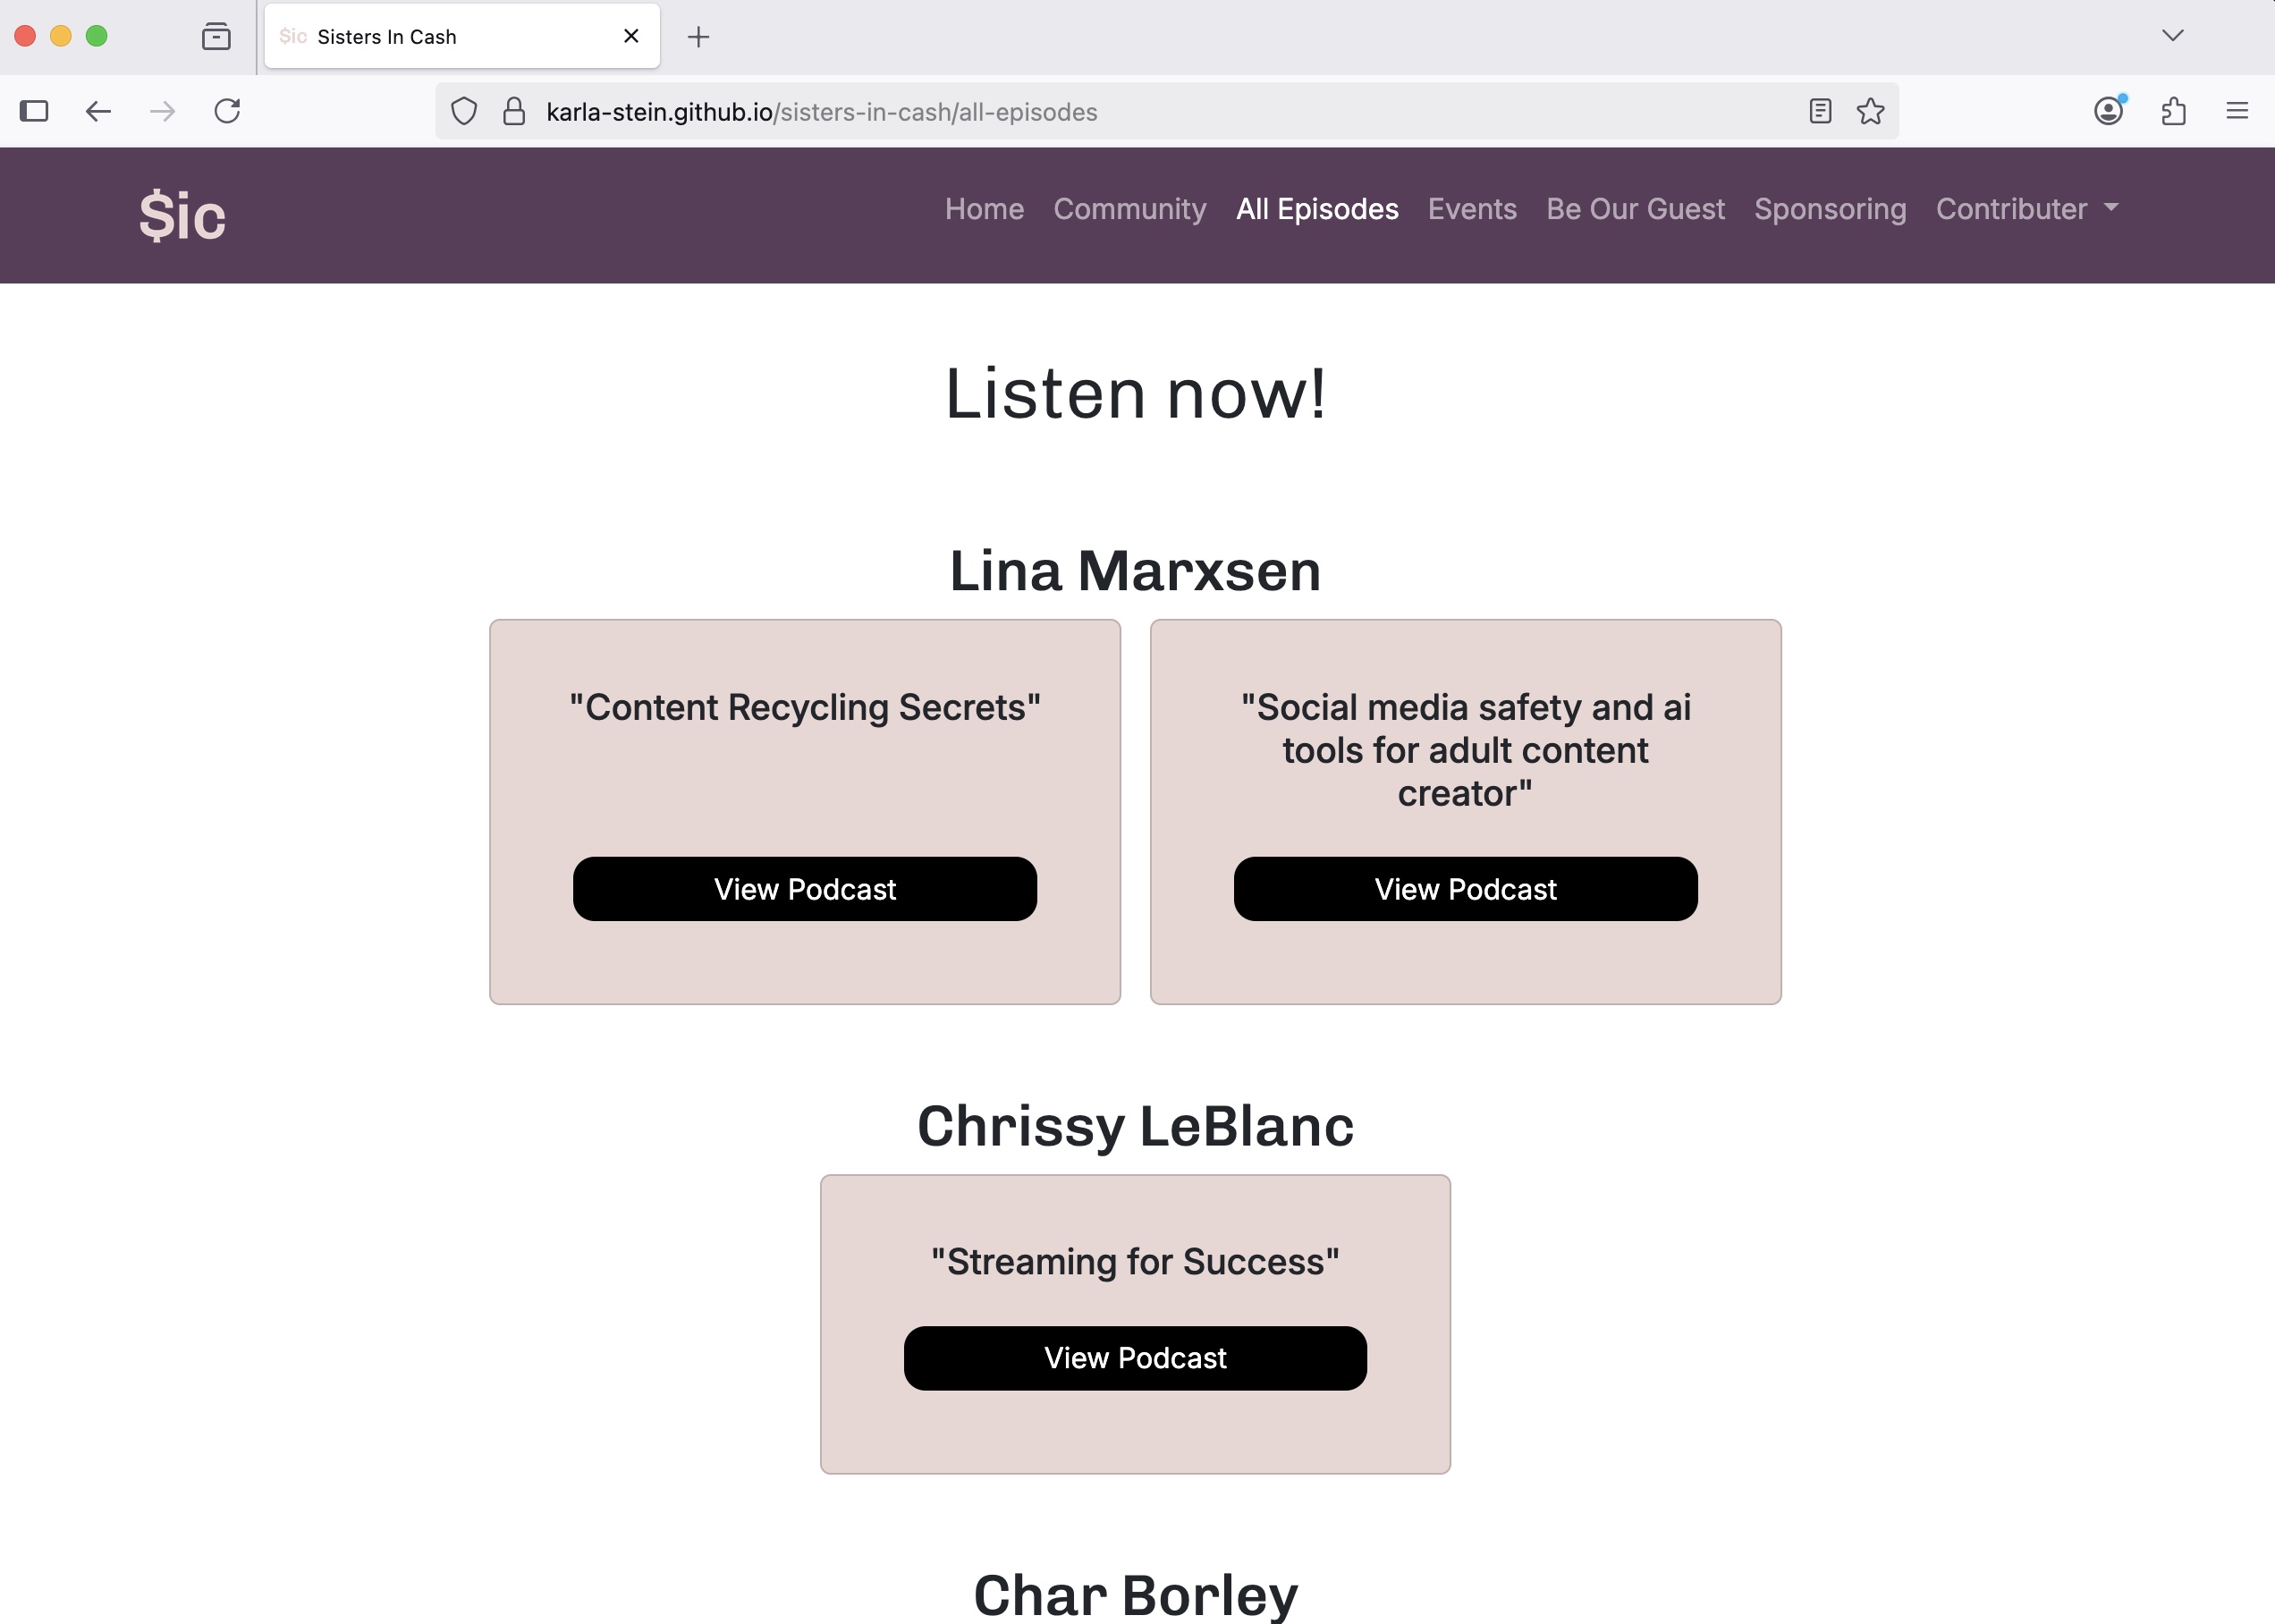 $ic Sisters In Cash
karla-stein.github.io/sisters-in-cash/all-episodes
$ic
Home Community All Episodes Events Be Our Guest Sponsoring Contributer
Listen now!
Lina Marxsen
"Content Recycling Secrets"
View Podcast
"Social media safety and ai
tools for adult content
creator"
View Podcast
Chrissy LeBlanc
"Streaming for Success"
View Podcast
Char Borley